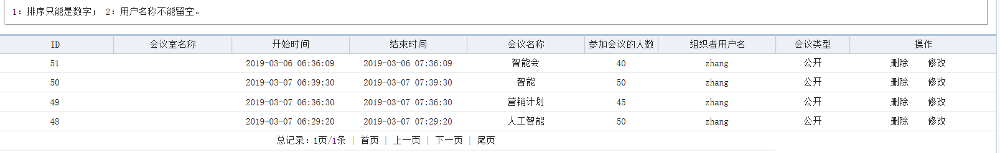 1：排序只能是数字； 2：用户名称不能留空。
ID 会议室名称 开始时间 结束时间 会议名称 参加会议的人数 组织者用户名 会议类型 操作
51 2019-03-06 06:36:09 2019-03-06 07:36:09 智能会 40 zhang 公开 删除 修改
50 2019-03-07 06:39:30 2019-03-07 07:39:30 智能 50 zhang 公开 删除 修改
49 2019-03-07 06:36:30 2019-03-07 07:36:30 营销计划 45 zhang 公开 删除 修改
48 2019-03-07 06:29:20 2019-03-07 07:29:20 人工智能 50 zhang 公开 删除 修改
总记录：1页/1条 | 首页 | 上一页 | 下一页 | 尾页